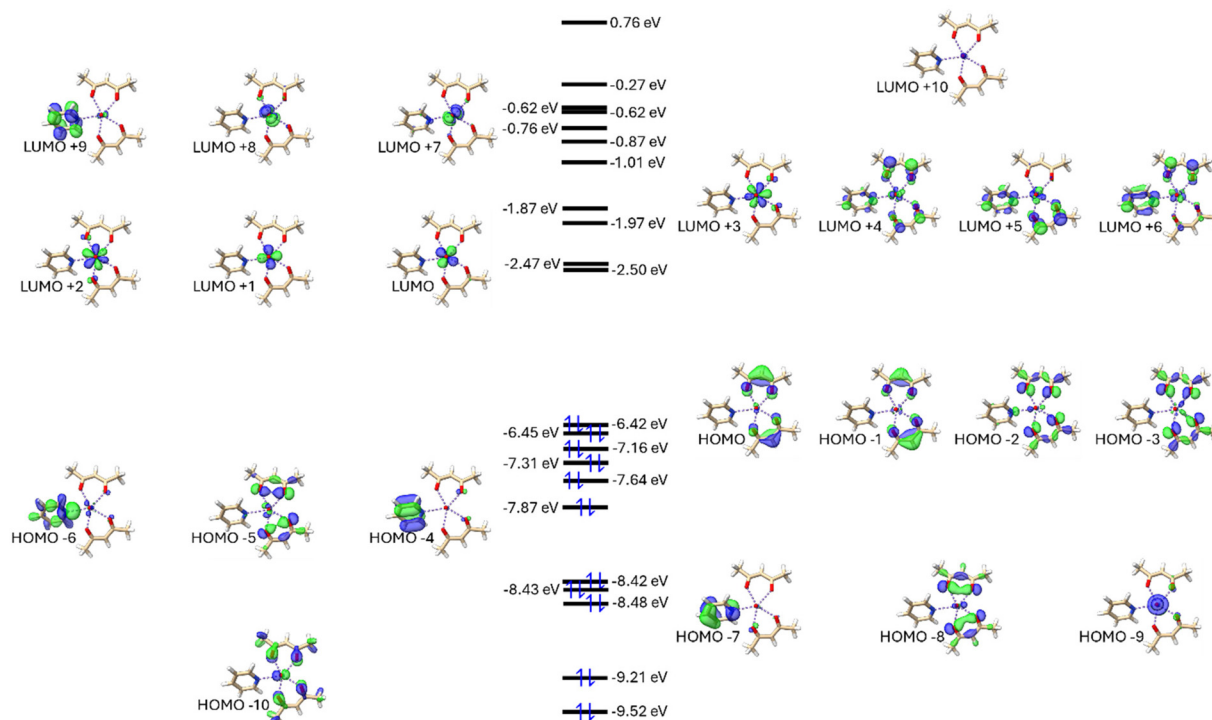 0.76 eV
LUMO +10
-0.27 eV
-0.62 eV
-0.62 eV
-0.76 eV
-0.87 eV
-1.01 eV
LUMO +9
LUMO +8
LUMO +7
-1.87 eV
-1.97 eV
LUMO +3
LUMO +4
LUMO +5
LUMO +6
-2.47 eV
-2.50 eV
LUMO +2
LUMO +1
LUMO
-6.42 eV
-6.45 eV
HOMO
HOMO -1
HOMO -2
HOMO -3
-7.16 eV
-7.31 eV
-7.64 eV
-7.87 eV
HOMO -6
HOMO -5
HOMO -4
-8.42 eV
-8.43 eV
-8.48 eV
HOMO -7
HOMO -8
HOMO -9
-9.21 eV
HOMO -10
-9.52 eV